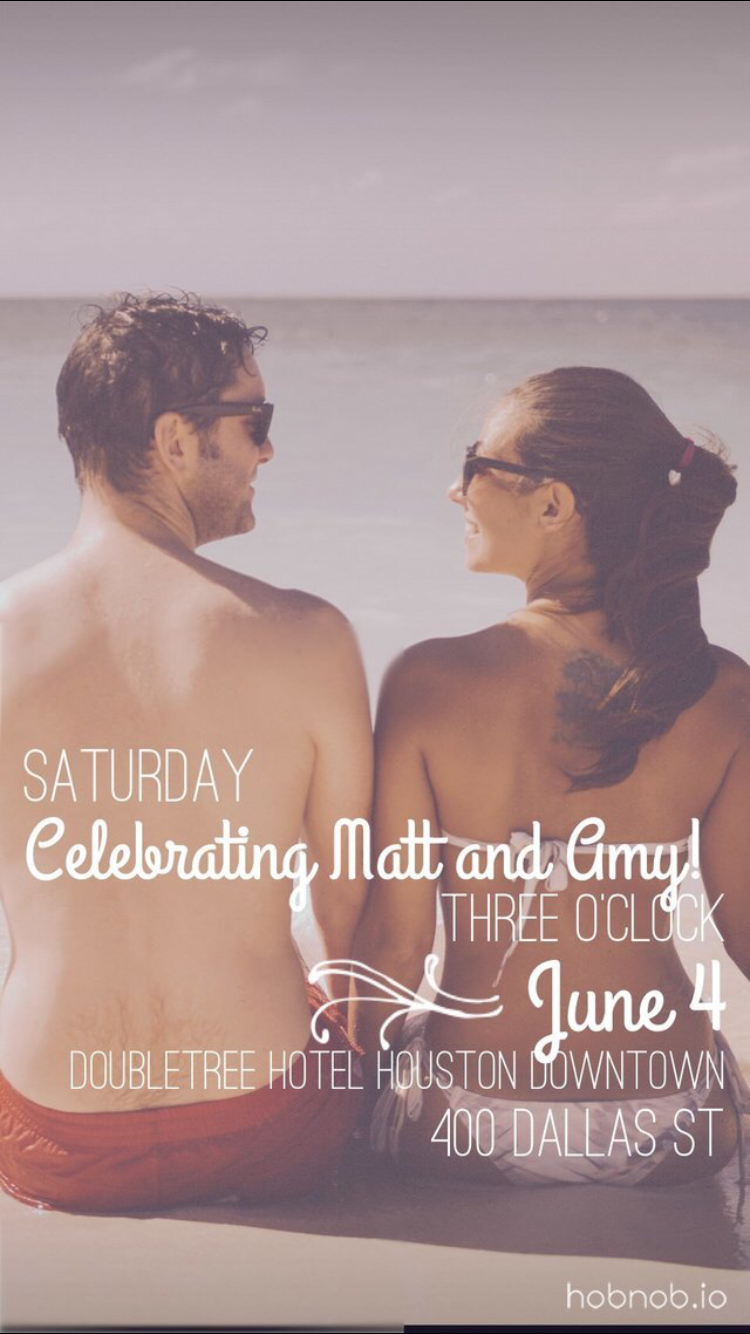 SATURDAY
Celebrating Matt and Amy!
THREE O'CLOCK
June 4
DOUBLETREE HOTEL HOUSTON DOWNTOWN
400 DALLAS ST
hobnob.io